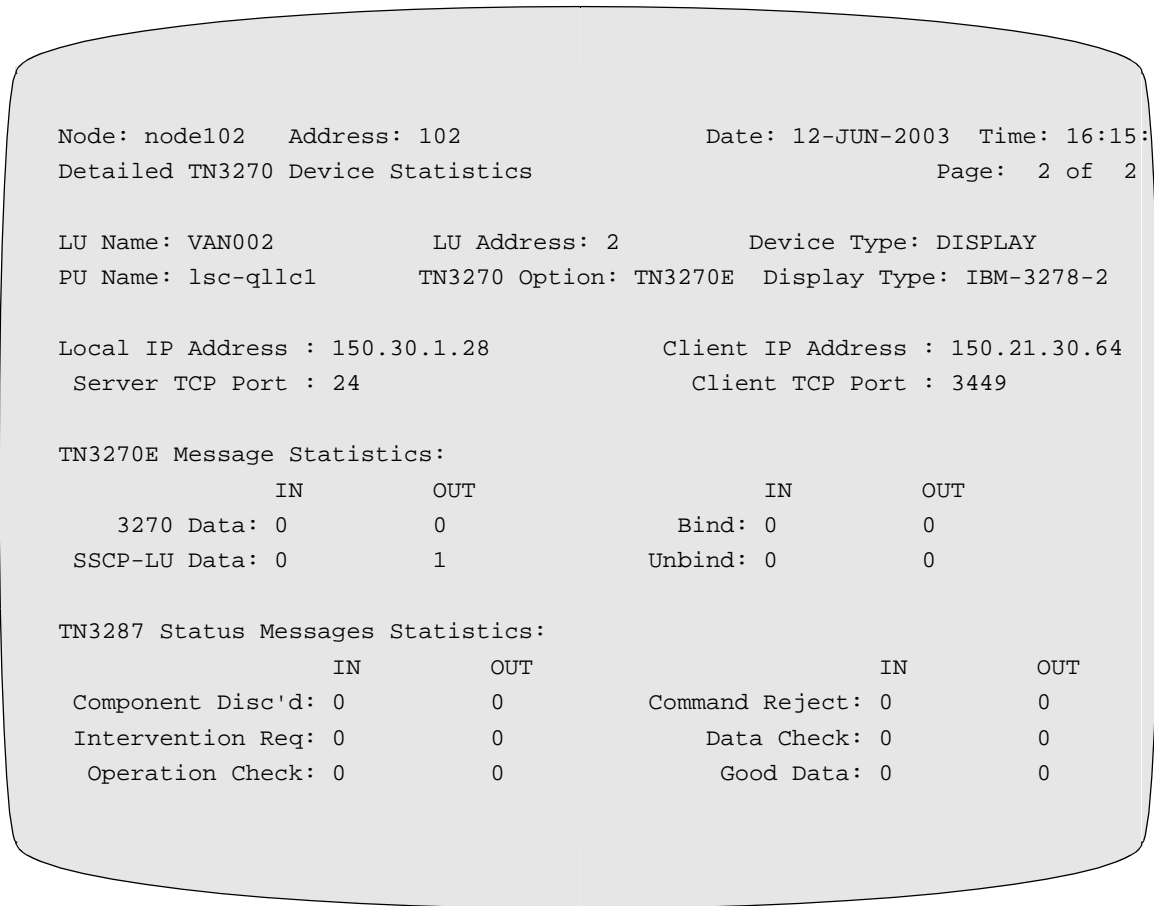 Node: node102   Address: 102                 Date: 12-JUN-2003  Time: 16:15:
Detailed TN3270 Device Statistics                            Page:  2 of  2
LU Name: VAN002           LU Address: 2         Device Type: DISPLAY
PU Name: lsc-qllc1       TN3270 Option: TN3270E  Display Type: IBM-3278-2
Local IP Address : 150.30.1.28            Client IP Address : 150.21.30.64
Server TCP Port : 24                       Client TCP Port : 3449
TN3270E Message Statistics:
IN         OUT                    IN         OUT
3270 Data: 0          0                Bind: 0          0
SSCP-LU Data: 0          1              Unbind: 0          0
TN3287 Status Messages Statistics:
IN         OUT                        IN         OUT
Component Disc'd: 0          0          Command Reject: 0          0
Intervention Req: 0          0              Data Check: 0          0
Operation Check: 0          0               Good Data: 0          0